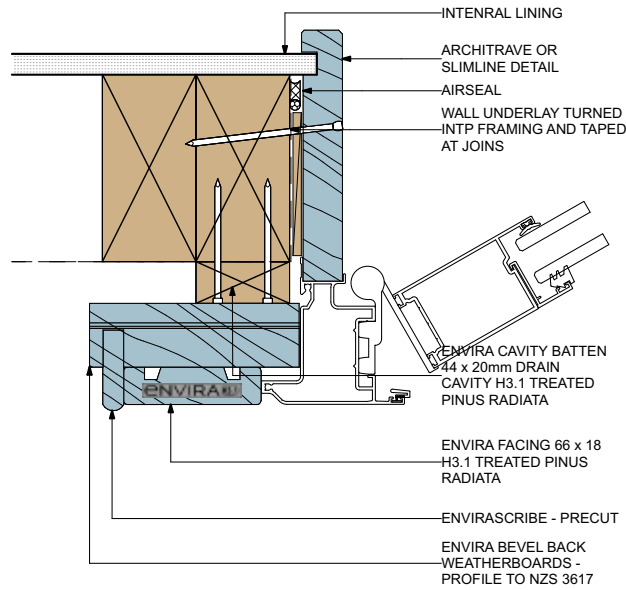 INTENRAL LINING
ARCHITRAVE OR
SLIMLINE DETAIL
AIRSEAL
WALL UNDERLAY TURNED
INTP FRAMING AND TAPED
AT JOINS
ENVIRA CAVITY BATTEN
44 x 20mm DRAIN
CAVITY H3.1 TREATED
PINUS RADIATA
ENVIRA
ENVIRA FACING 66 x 18
H3.1 TREATED PINUS
RADIATA
ENVIRASCRIBE - PRECUT
ENVIRA BEVEL BACK
WEATHERBOARDS -
PROFILE TO NZS 3617